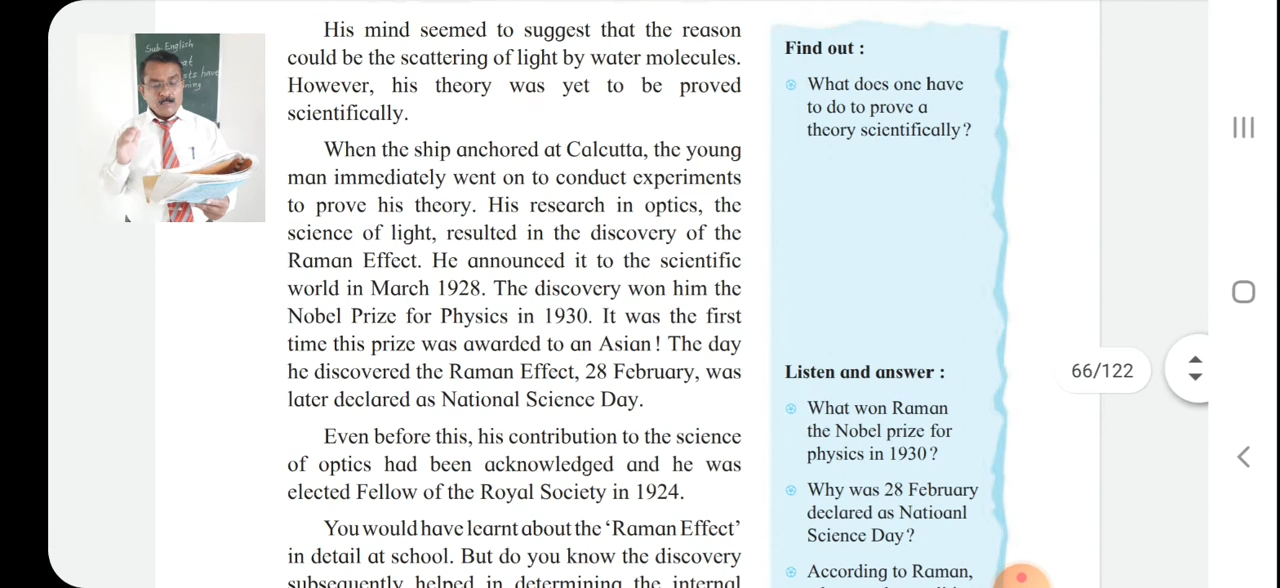 His mind seemed to suggest that the reason
could be the scattering of light by water molecules.
However, his theory was yet to be proved
scientifically.
When the ship anchored at Calcutta, the young
man immediately went on to conduct experiments
to prove his theory. His research in optics, the
science of light, resulted in the discovery of the
Raman Effect. He announced it to the scientific
world in March 1928. The discovery won him the
Nobel Prize for Physics in 1930. It was the first
time this prize was awarded to an Asian! The day
he discovered the Raman Effect, 28 February, was
later declared as National Science Day.
Even before this, his contribution to the science
of optics had been acknowledged and he was
elected Fellow of the Royal Society in 1924.
You would have learnt about the ‘Raman Effect’
in detail at school. But do you know the discovery
subsequently helped in determining the internal
Find out :
What does one have
to do to prove a
theory scientifically?
Listen and answer :
What won Raman
the Nobel prize for
physics in 1930?
Why was 28 February
declared as Natioanl
Science Day?
According to Raman,
66/122
Sub English